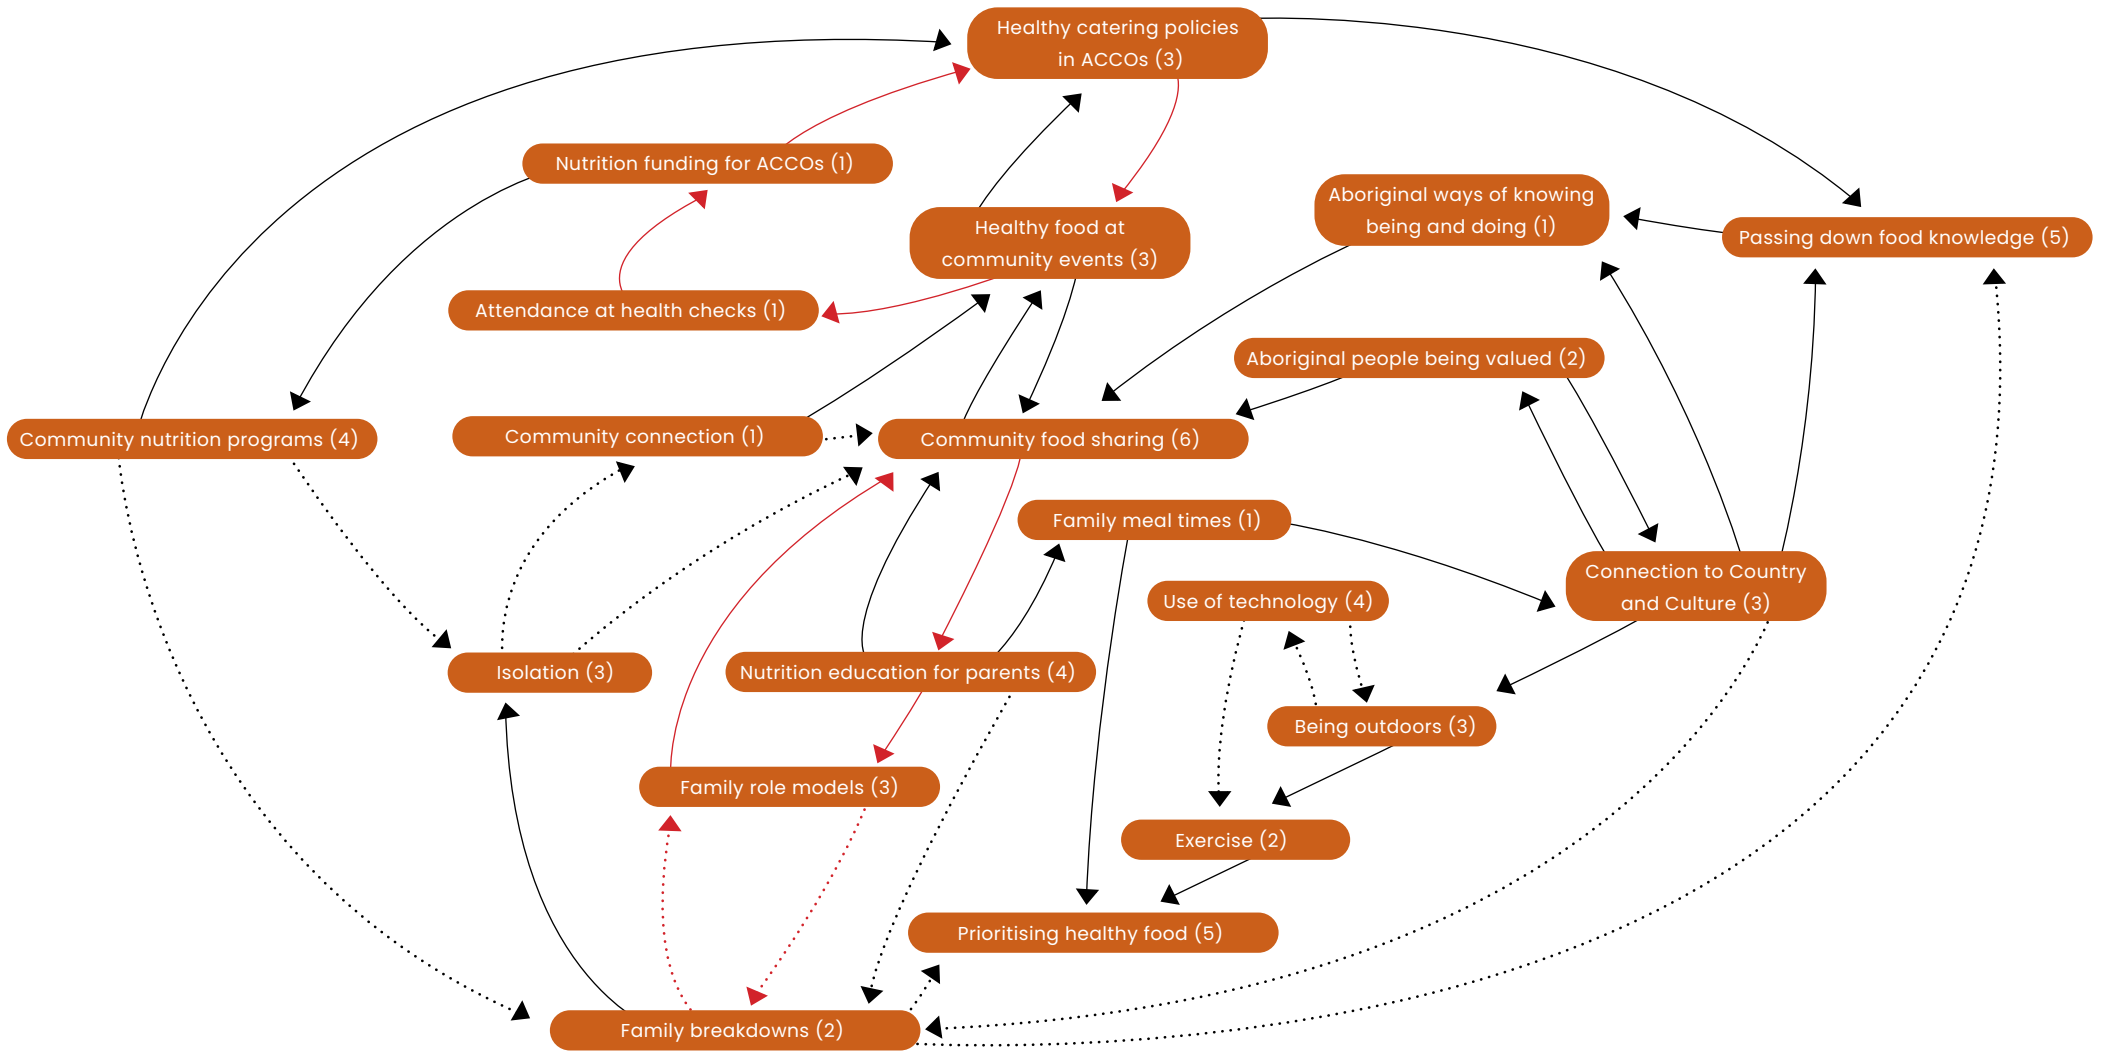 Healthy catering policies
in ACCOs (3)
Nutrition funding for ACCOs (1)
Aboriginal ways of knowing
being and doing (1)
Healthy food at
community events (3)
Passing down food knowledge (5)
Attendance at health checks (1)
Aboriginal people being valued (2)
Community nutrition programs (4)
Community connection (1)
Community food sharing (6)
Family meal times (1)
Connection to Country
and Culture (3)
Use of technology (4)
Isolation (3)
Nutrition education for parents (4)
Being outdoors (3)
Family role models (3)
Exercise (2)
Prioritising healthy food (5)
Family breakdowns (2)